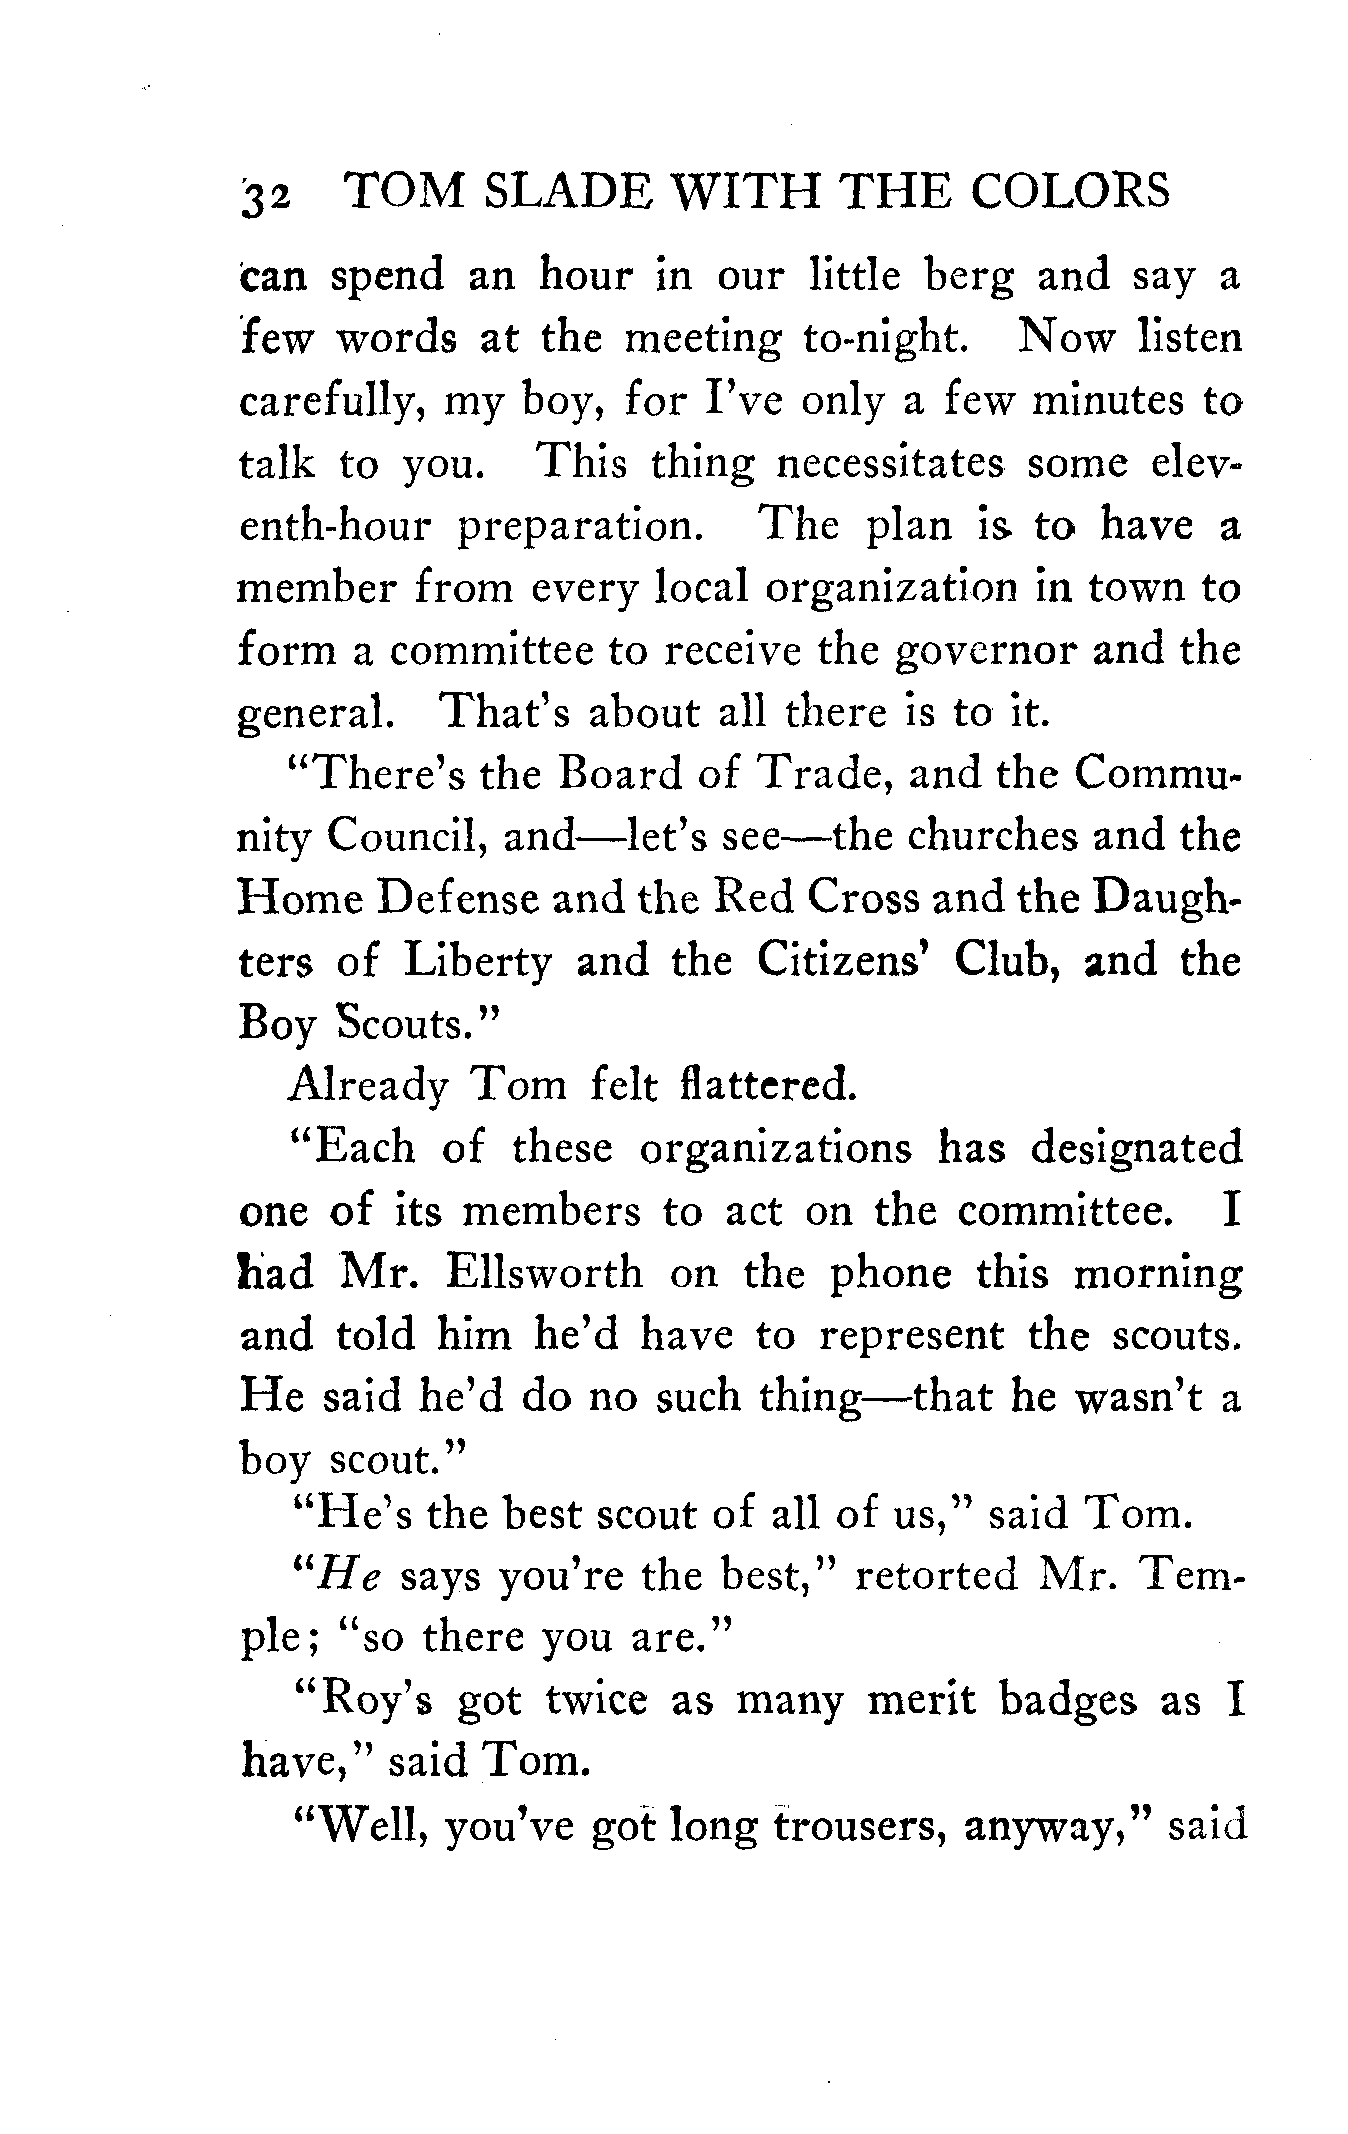 32 TOM SLADE WITH THE COLORS
can spend an hour in our little berg and say a
few words at the meeting to-night. Now listen
carefully, my boy, for I've only a few minutes to
talk to you. This thing necessitates some elev-
enth-hour preparation. The plan is to have a
member from every local organization in town to
form a committee to receive the governor and the
general. That's about all there is to it.
"There's the Board of Trade, and the Commu-
nity Council, and—let's see—the churches and the
Home Defense and the Red Cross and the Daugh-
ters of Liberty and the Citizens' Club, and the
Boy Scouts."
Already Tom felt flattered.
"Each of these organizations has designated
one of its members to act on the committee. I
had Mr. Ellsworth on the phone this morning
and told him he'd have to represent the scouts.
He said he'd do no such thing—that he wasn't a
boy scout."
"He's the best scout of all of us," said Tom.
"He says you're the best," retorted Mr. Tem-
ple; "so there you are."
"Roy's got twice as many merit badges as I
have," said Tom.
"Well, you've got long trousers, anyway," said